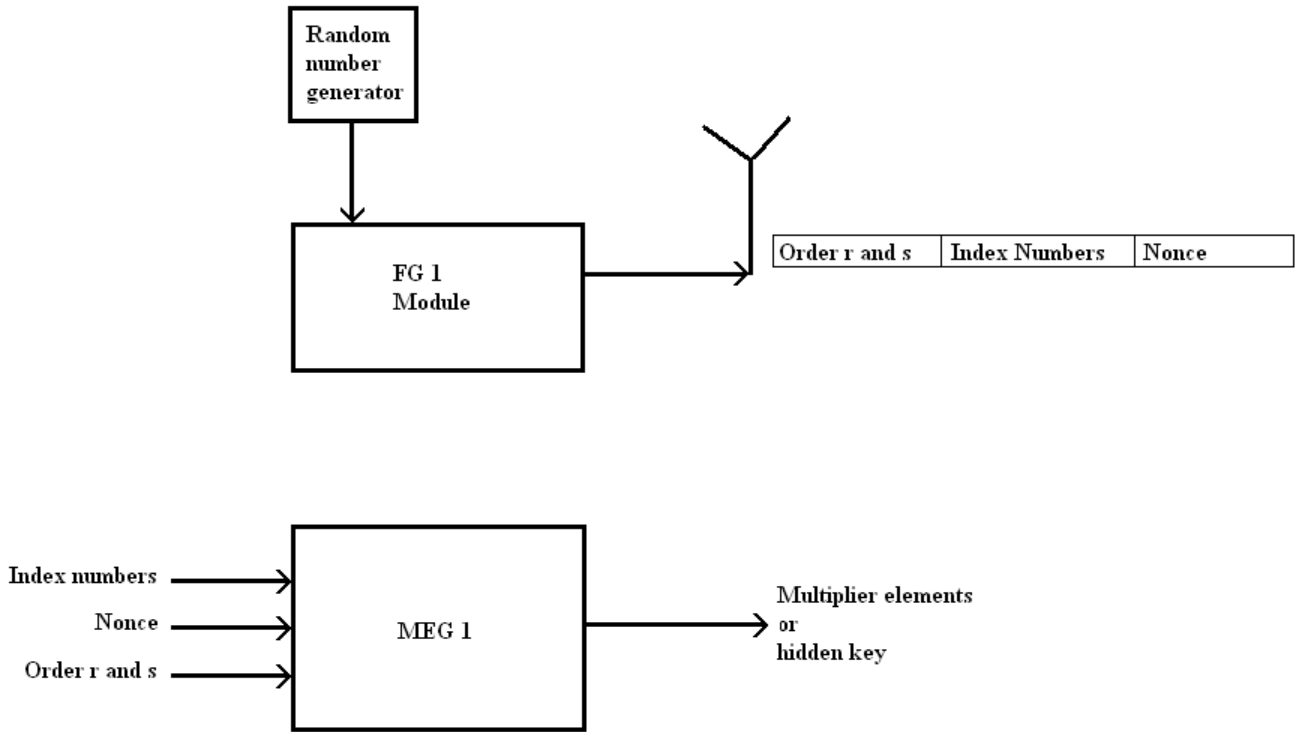 Random
number
generator
FG 1
Module
Order r and s
Index Numbers
Nonce
Index numbers
Nonce
Order r and s
MEG 1
Multiplier elements
or
hidden key